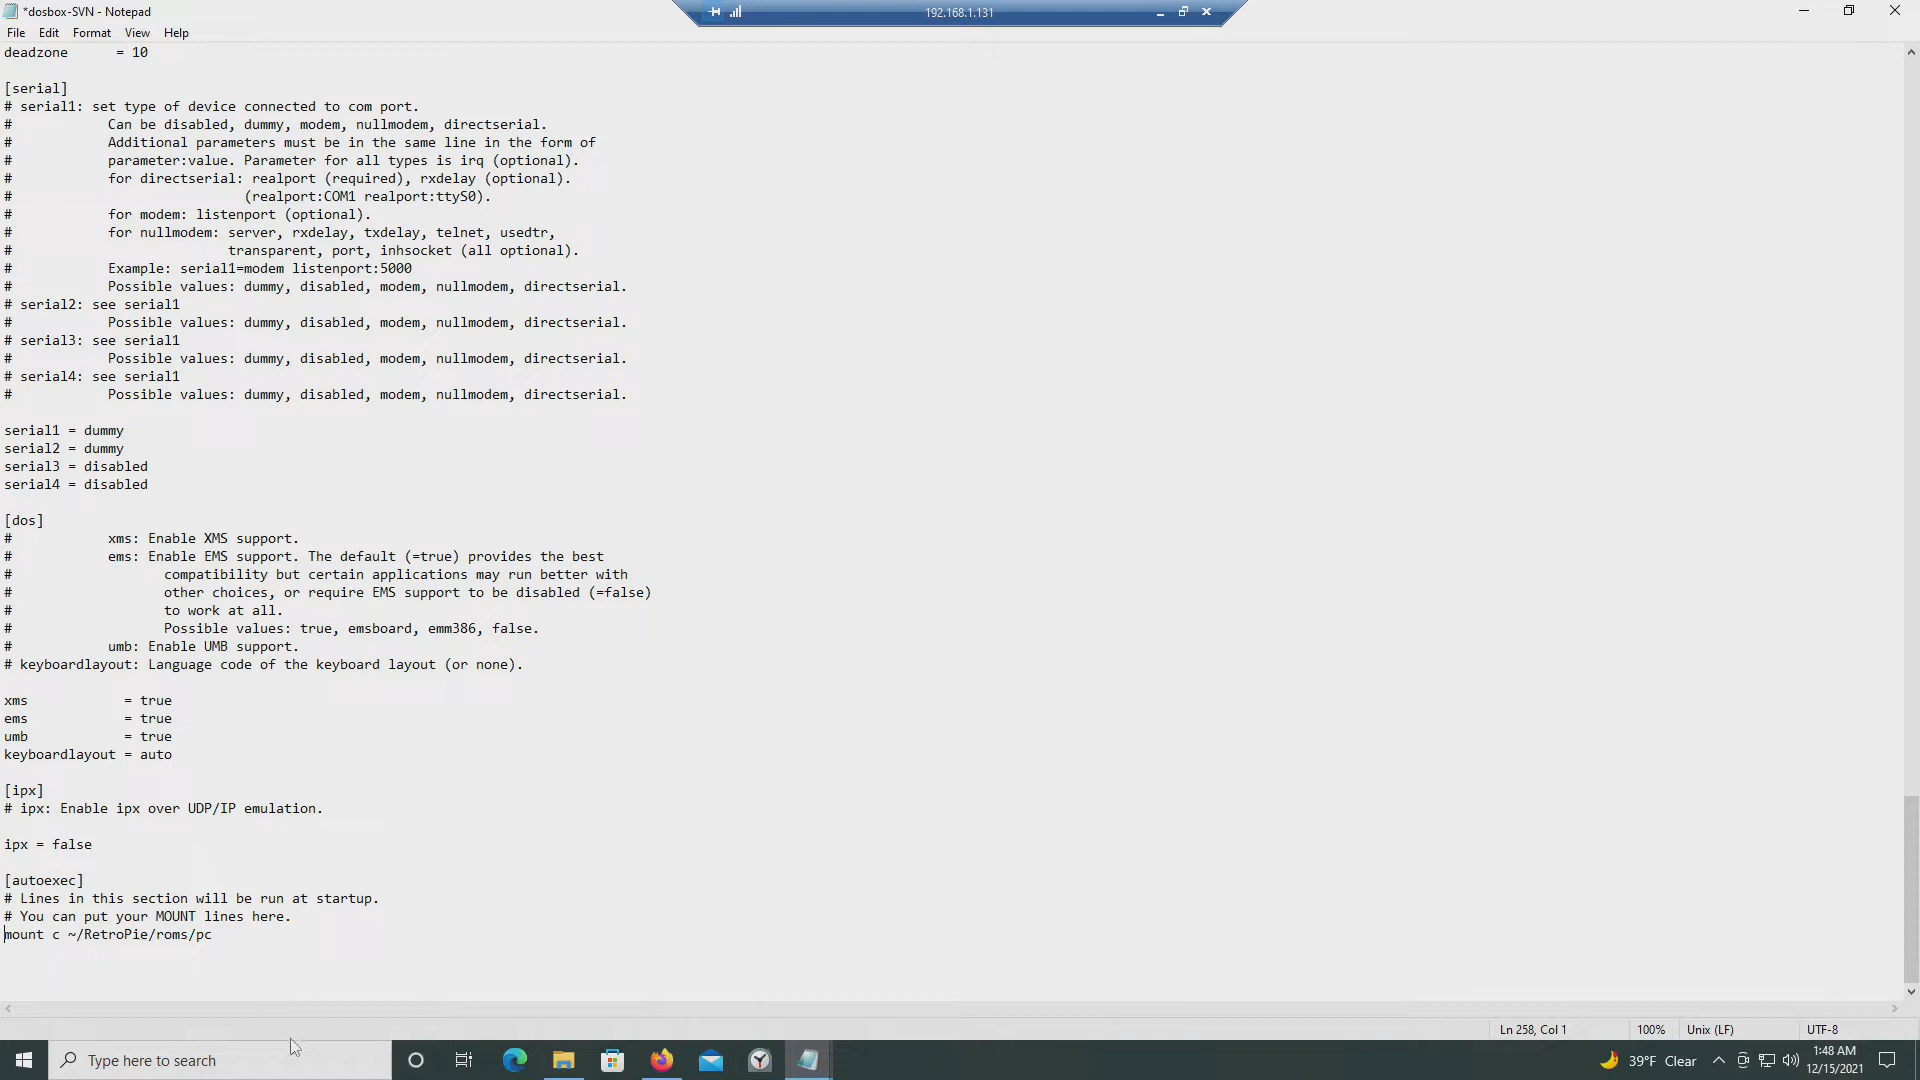 *dosbox-SVN - Notepad
192.168.1.131
File Edit Format View Help
deadzone      = 10
[serial]
# serial1: set type of device connected to com port.
#            Can be disabled, dummy, modem, nullmodem, directserial.
#            Additional parameters must be in the same line in the form of
#            parameter:value. Parameter for all types is irq (optional).
#            for directserial: realport (required), rxdelay (optional).
#                             (realport:COM1 realport:ttyS0).
#            for modem: listenport (optional).
#            for nullmodem: server, rxdelay, txdelay, telnet, usedtr,
#                           transparent, port, inhsocket (all optional).
#            Example: serial1=modem listenport:5000
#            Possible values: dummy, disabled, modem, nullmodem, directserial.
# serial2: see serial1
#            Possible values: dummy, disabled, modem, nullmodem, directserial.
# serial3: see serial1
#            Possible values: dummy, disabled, modem, nullmodem, directserial.
# serial4: see serial1
#            Possible values: dummy, disabled, modem, nullmodem, directserial.
serial1 = dummy
serial2 = dummy
serial3 = disabled
serial4 = disabled
[dos]
#            xms: Enable XMS support.
#            ems: Enable EMS support. The default (=true) provides the best
#                   compatibility but certain applications may run better with
#                   other choices, or require EMS support to be disabled (=false)
#                   to work at all.
#                   Possible values: true, emsboard, emm386, false.
#            umb: Enable UMB support.
# keyboardlayout: Language code of the keyboard layout (or none).
xms            = true
ems            = true
umb            = true
keyboardlayout = auto
[ipx]
# ipx: Enable ipx over UDP/IP emulation.
ipx = false
[autoexec]
# Lines in this section will be run at startup.
# You can put your MOUNT lines here.
mount c ~/RetroPie/roms/pc
Ln 258, Col 1
100%
Unix (LF)
UTF-8
Type here to search
39°F Clear
1:48 AM
12/15/2021